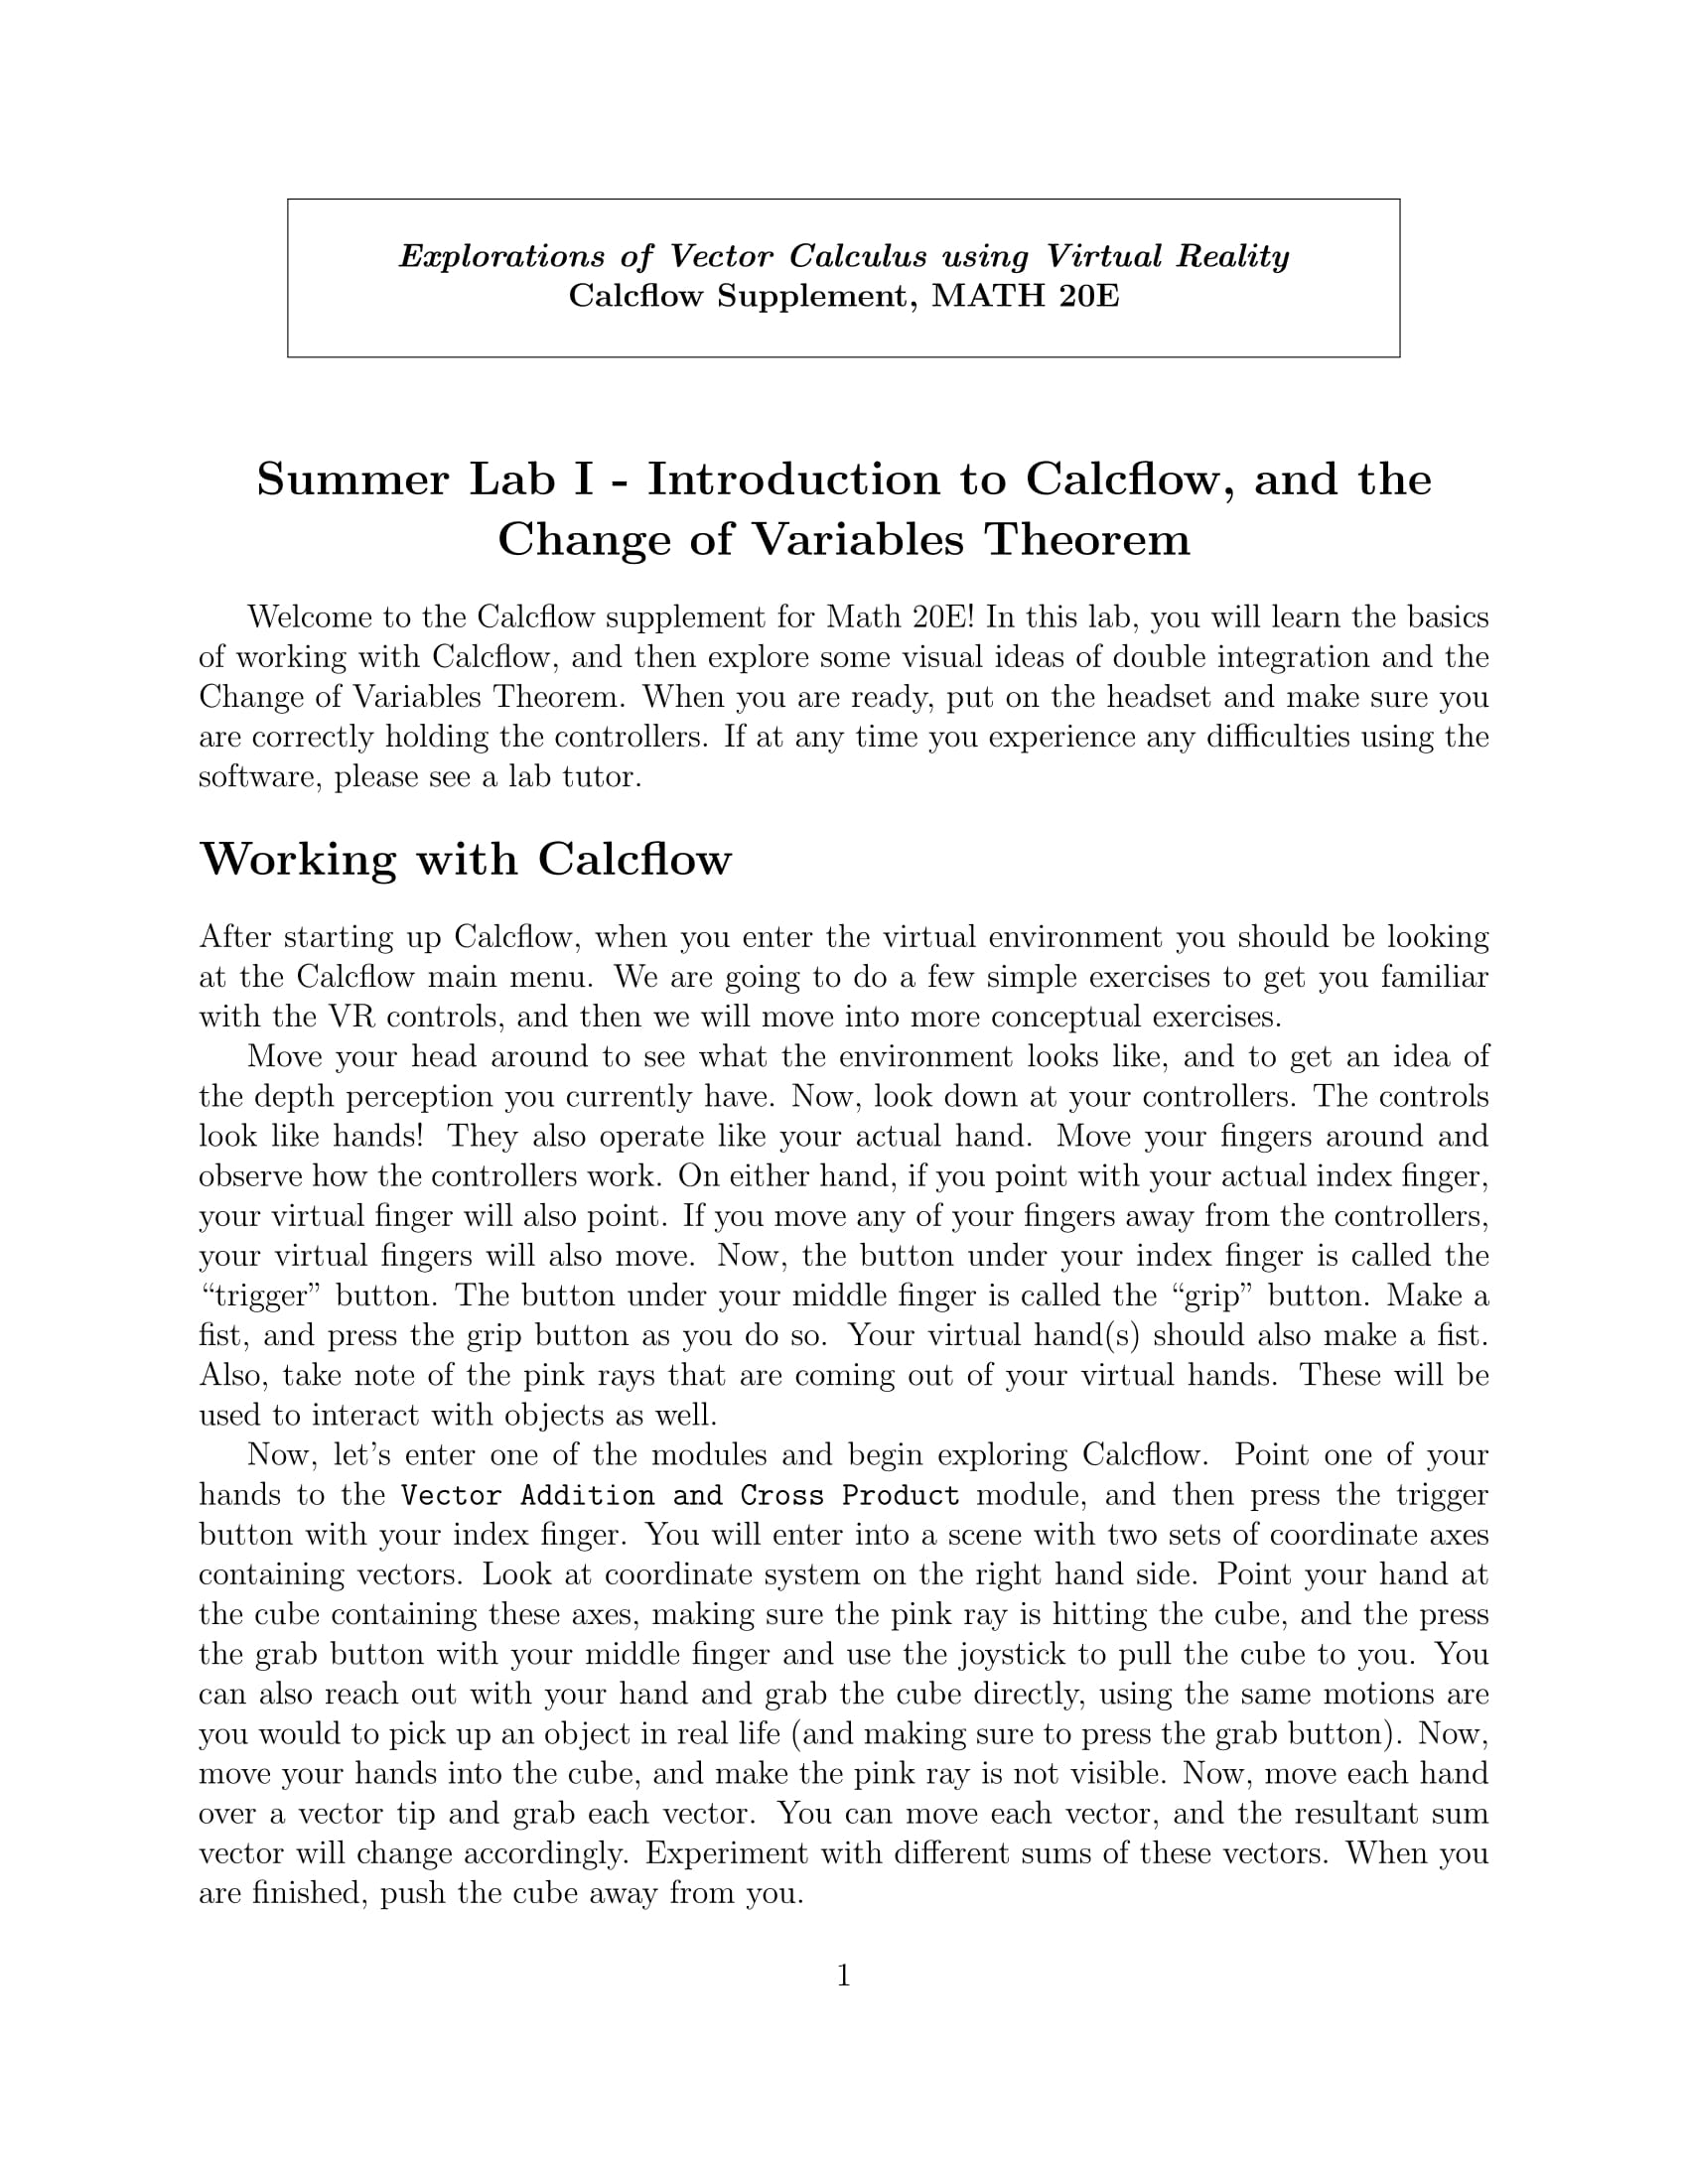 Explorations of Vector Calculus using Virtual Reality
Calcflow Supplement, MATH 20E
Summer Lab I - Introduction to Calcflow, and the
Change of Variables Theorem
Welcome to the Calcflow supplement for Math 20E! In this lab, you will learn the basics
of working with Calcflow, and then explore some visual ideas of double integration and the
Change of Variables Theorem. When you are ready, put on the headset and make sure you
are correctly holding the controllers. If at any time you experience any difficulties using the
software, please see a lab tutor.
Working with Calcflow
After starting up Calcflow, when you enter the virtual environment you should be looking
at the Calcflow main menu. We are going to do a few simple exercises to get you familiar
with the VR controls, and then we will move into more conceptual exercises.
Move your head around to see what the environment looks like, and to get an idea of
the depth perception you currently have. Now, look down at your controllers. The controls
look like hands! They also operate like your actual hand. Move your fingers around and
observe how the controllers work. On either hand, if you point with your actual index finger,
your virtual finger will also point. If you move any of your fingers away from the controllers,
your virtual fingers will also move. Now, the button under your index finger is called the
“trigger” button. The button under your middle finger is called the “grip” button. Make a
fist, and press the grip button as you do so. Your virtual hand(s) should also make a fist.
Also, take note of the pink rays that are coming out of your virtual hands. These will be
used to interact with objects as well.
Now, let’s enter one of the modules and begin exploring Calcflow. Point one of your
hands to the Vector Addition and Cross Product module, and then press the trigger
button with your index finger. You will enter into a scene with two sets of coordinate axes
containing vectors. Look at coordinate system on the right hand side. Point your hand at
the cube containing these axes, making sure the pink ray is hitting the cube, and the press
the grab button with your middle finger and use the joystick to pull the cube to you. You
can also reach out with your hand and grab the cube directly, using the same motions are
you would to pick up an object in real life (and making sure to press the grab button). Now,
move your hands into the cube, and make the pink ray is not visible. Now, move each hand
over a vector tip and grab each vector. You can move each vector, and the resultant sum
vector will change accordingly. Experiment with different sums of these vectors. When you
are finished, push the cube away from you.
1